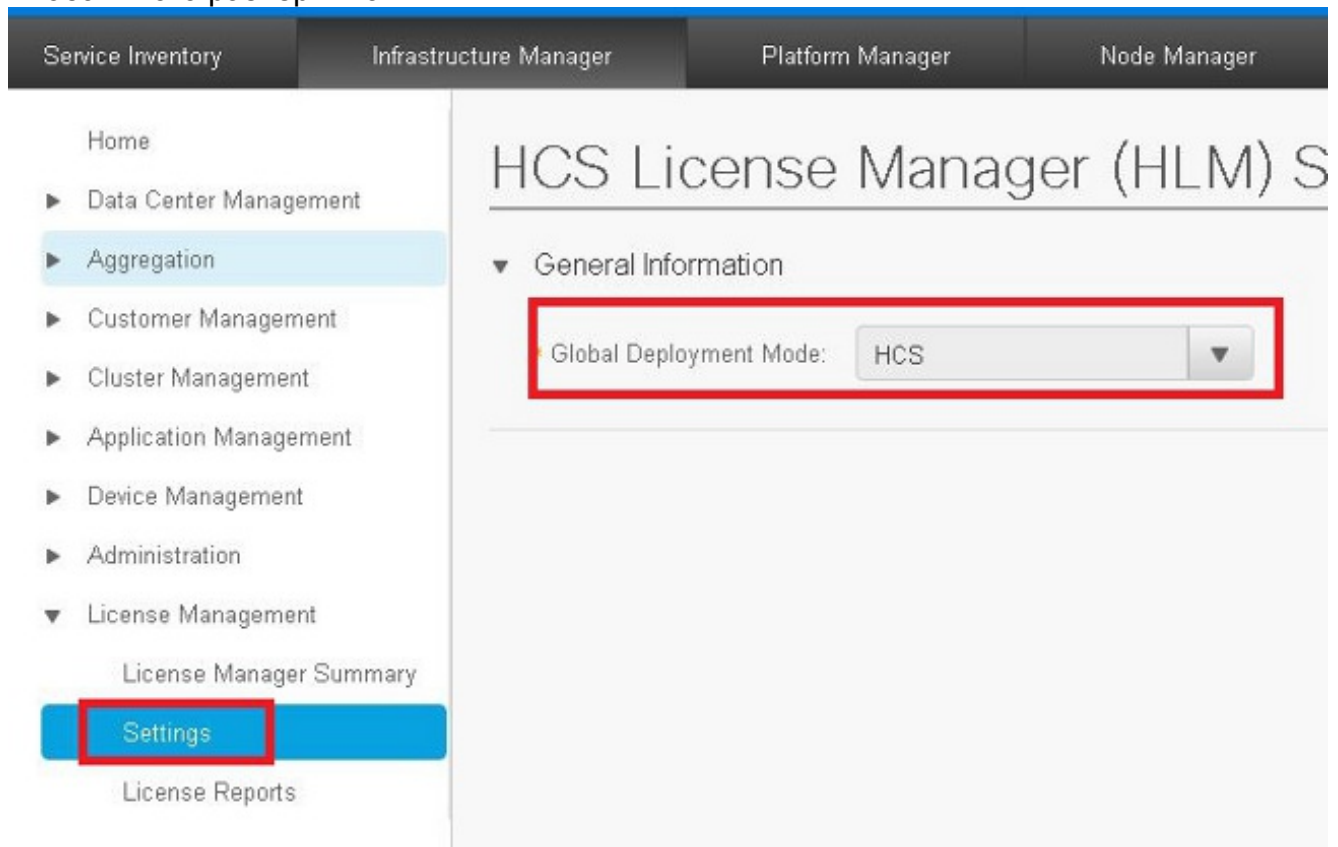 Service Inventory
Infrastructure Manager
Platform Manager
Node Manager
Home
Data Center Management
Aggregation
Customer Management
Cluster Management
Application Management
Device Management
Administration
License Management
License Manager Summary
Settings
License Reports
HCS License Manager (HLM) S
General Information
Global Deployment Mode:
HCS